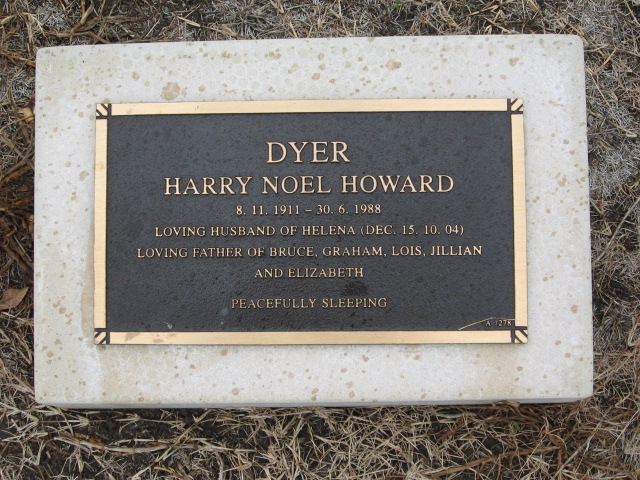 DYER
HARRY NOEL HOWARD
8. 11. 1911 – 30. 6. 1988
LOVING HUSBAND OF HELENA (DEC. 15. 10. 04)
LOVING FATHER OF BRUCE, GRAHAM, LOIS, JILLIAN
AND ELIZABETH
PEACEFULLY SLEEPING
A 1278